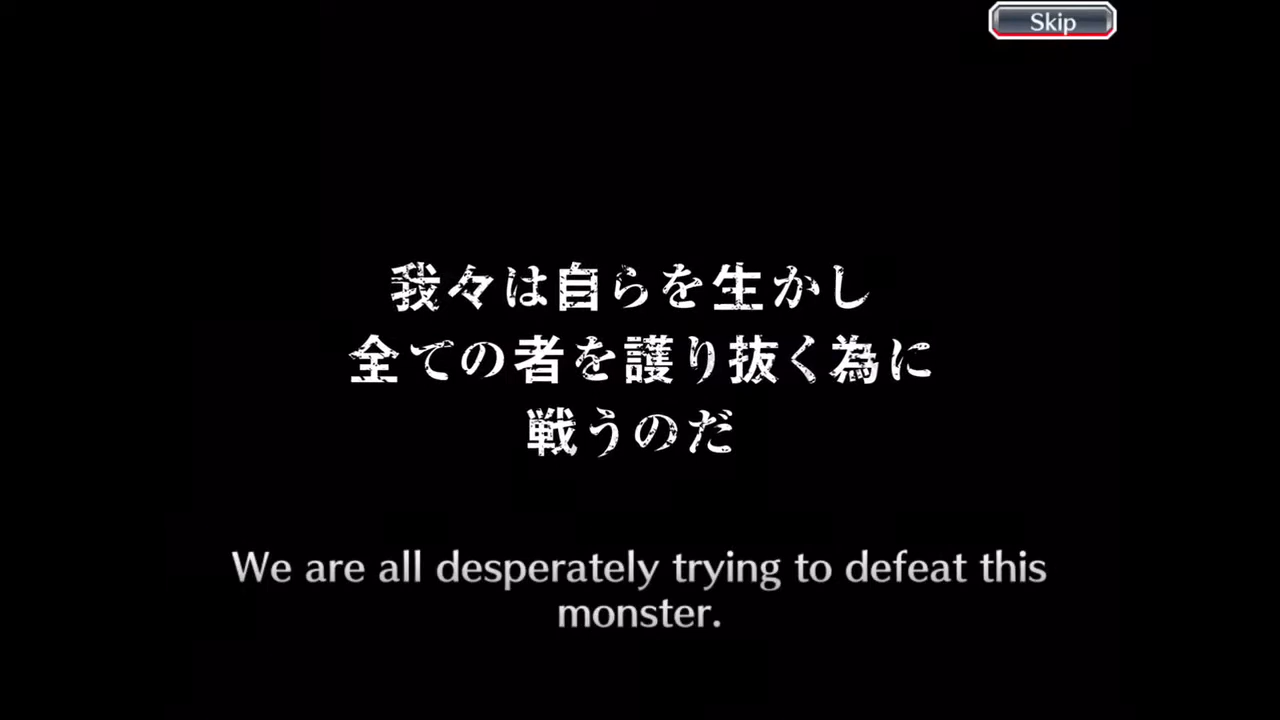 Skip
我々は自らを生かし
全ての者を護り抜く為に
戦うのだ
We are all desperately trying to defeat this
monster.